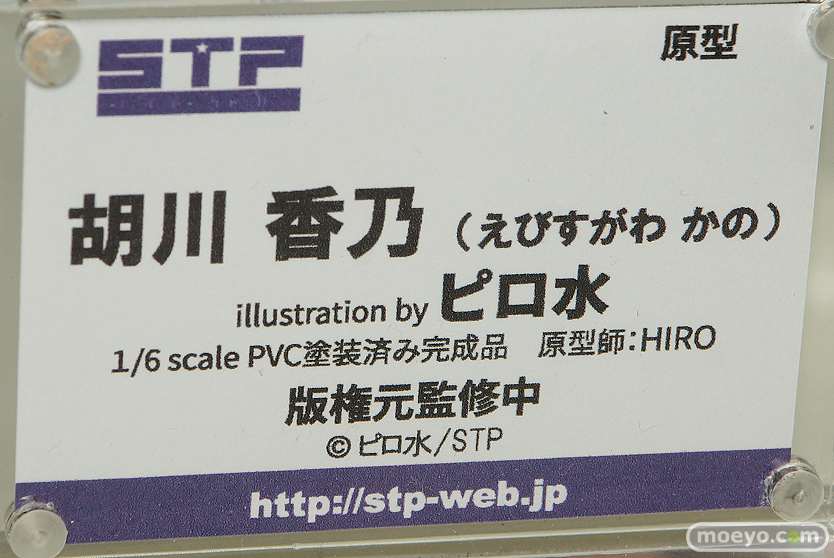 STP
原型
胡川 香乃 (えびすがわ かの)
illustration by ピロ水
1/6 scale PVC塗装済み完成品 原型師:HIRO
版権元監修中
© ピロ水/STP
http://stp-web.jp
moeyo.com